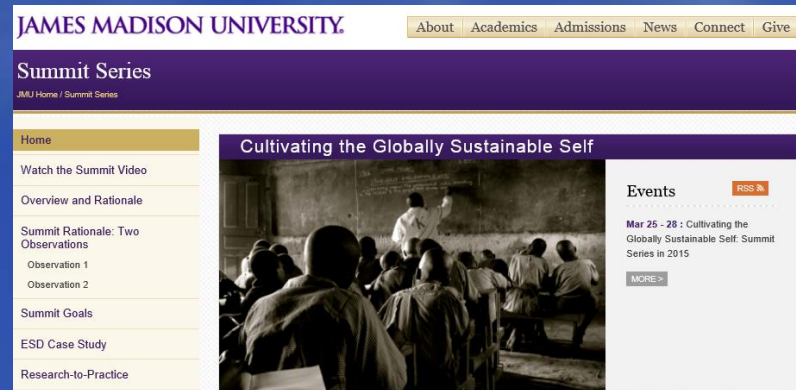 JAMES MADISON UNIVERSITY.
About Academics Admissions News Connect Give
Summit Series
JMU Home / Summit Series
Home
Watch the Summit Video
Overview and Rationale
Summit Rationale: Two
Observations
Observation 1
Observation 2
Summit Goals
ESD Case Study
Research-to-Practice
Cultivating the Globally Sustainable Self
Events
RSS
Mar 25 - 28 : Cultivating the
Globally Sustainable Self: Summit
Series in 2015
MORE >